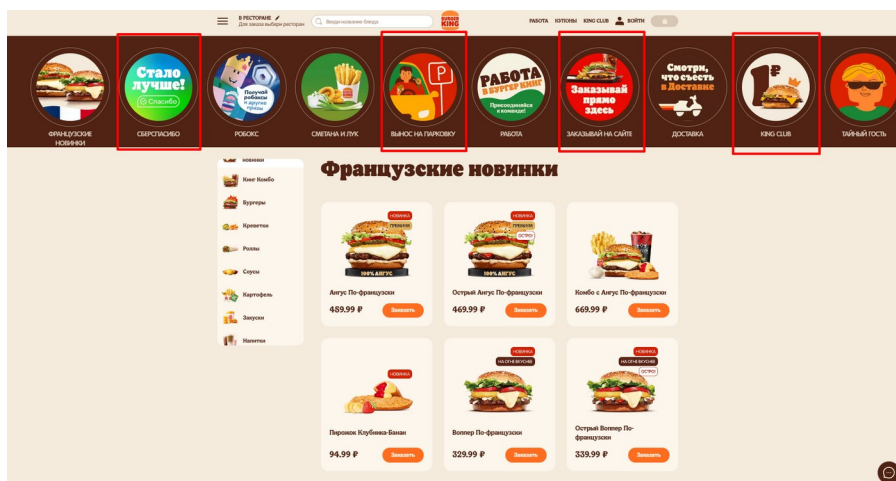 В РЕСТОРАНЕ
Для заказа выбери ресторан
Введи название блюда
BURGER
KING
РАБОТА
КУПОНЫ
KING CLUB
ВОЙТИ
Стало
лучше!
Спасибо
Получай
робаксы
и другие
призы
P
РАБОТА
В БУРГЕР КИНГ
Присоединяйся
к команде!
Заказывай
прямо
здесь
Смотри,
что съесть
в Доставке
1₽
ФРАНЦУЗСКИЕ
НОВИНКИ
СБЕРСПАСИБО
РОБОКС
СМЕТАНА И ЛУК
ВЫНОС НА ПАРКОВКУ
РАБОТА
ЗАКАЗЫВАЙ НА САЙТЕ
ДОСТАВКА
KING CLUB
ТАЙНЫЙ ГОСТЬ
новинки
Кинг Комбо
Бургеры
Креветки
Роллы
Соусы
Картофель
Закуски
Напитки
Французские новинки
НОВИНКА
ПРЕМИУМ
100% АНГУС
Ангус По-французски
459.99 ₽
Заказать
НОВИНКА
ПРЕМИУМ
ОСТРО!
100% АНГУС
Острый Ангус По-французски
469.99 ₽
Заказать
Комбо с Ангус По-французски
669.99 ₽
Заказать
НОВИНКА
Пирожок Клубника-Банан
94.99 ₽
Заказать
НОВИНКА
НА ОГНЕ ВКУСНЕЕ
Воппер По-французски
329.99 ₽
Заказать
НОВИНКА
НА ОГНЕ ВКУСНЕЕ
ОСТРО!
Острый Воппер По-
французски
339.99 ₽
Заказать